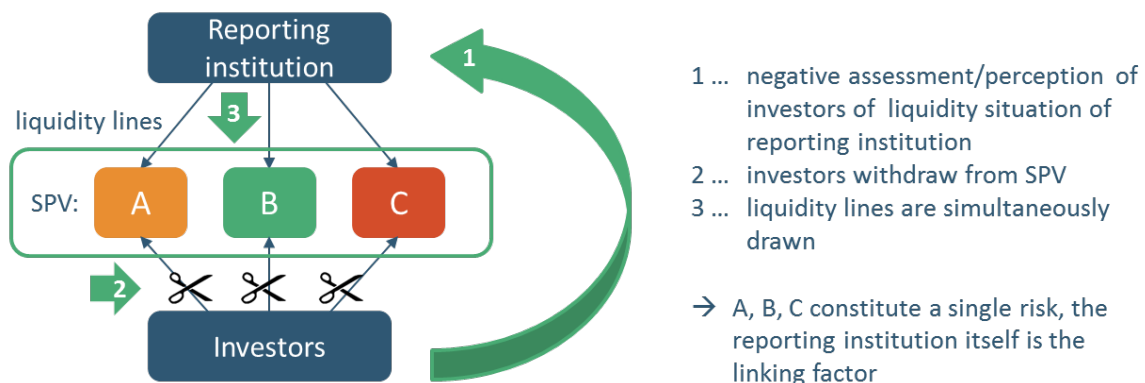 Reporting
institution
1
3
liquidity lines
SPV:
A
B
C
2
Investors
1 ... negative assessment/perception of
investors of liquidity situation of
reporting institution
2 ... investors withdraw from SPV
3 ... liquidity lines are simultaneously
drawn
→ A, B, C constitute a single risk, the
reporting institution itself is the
linking factor